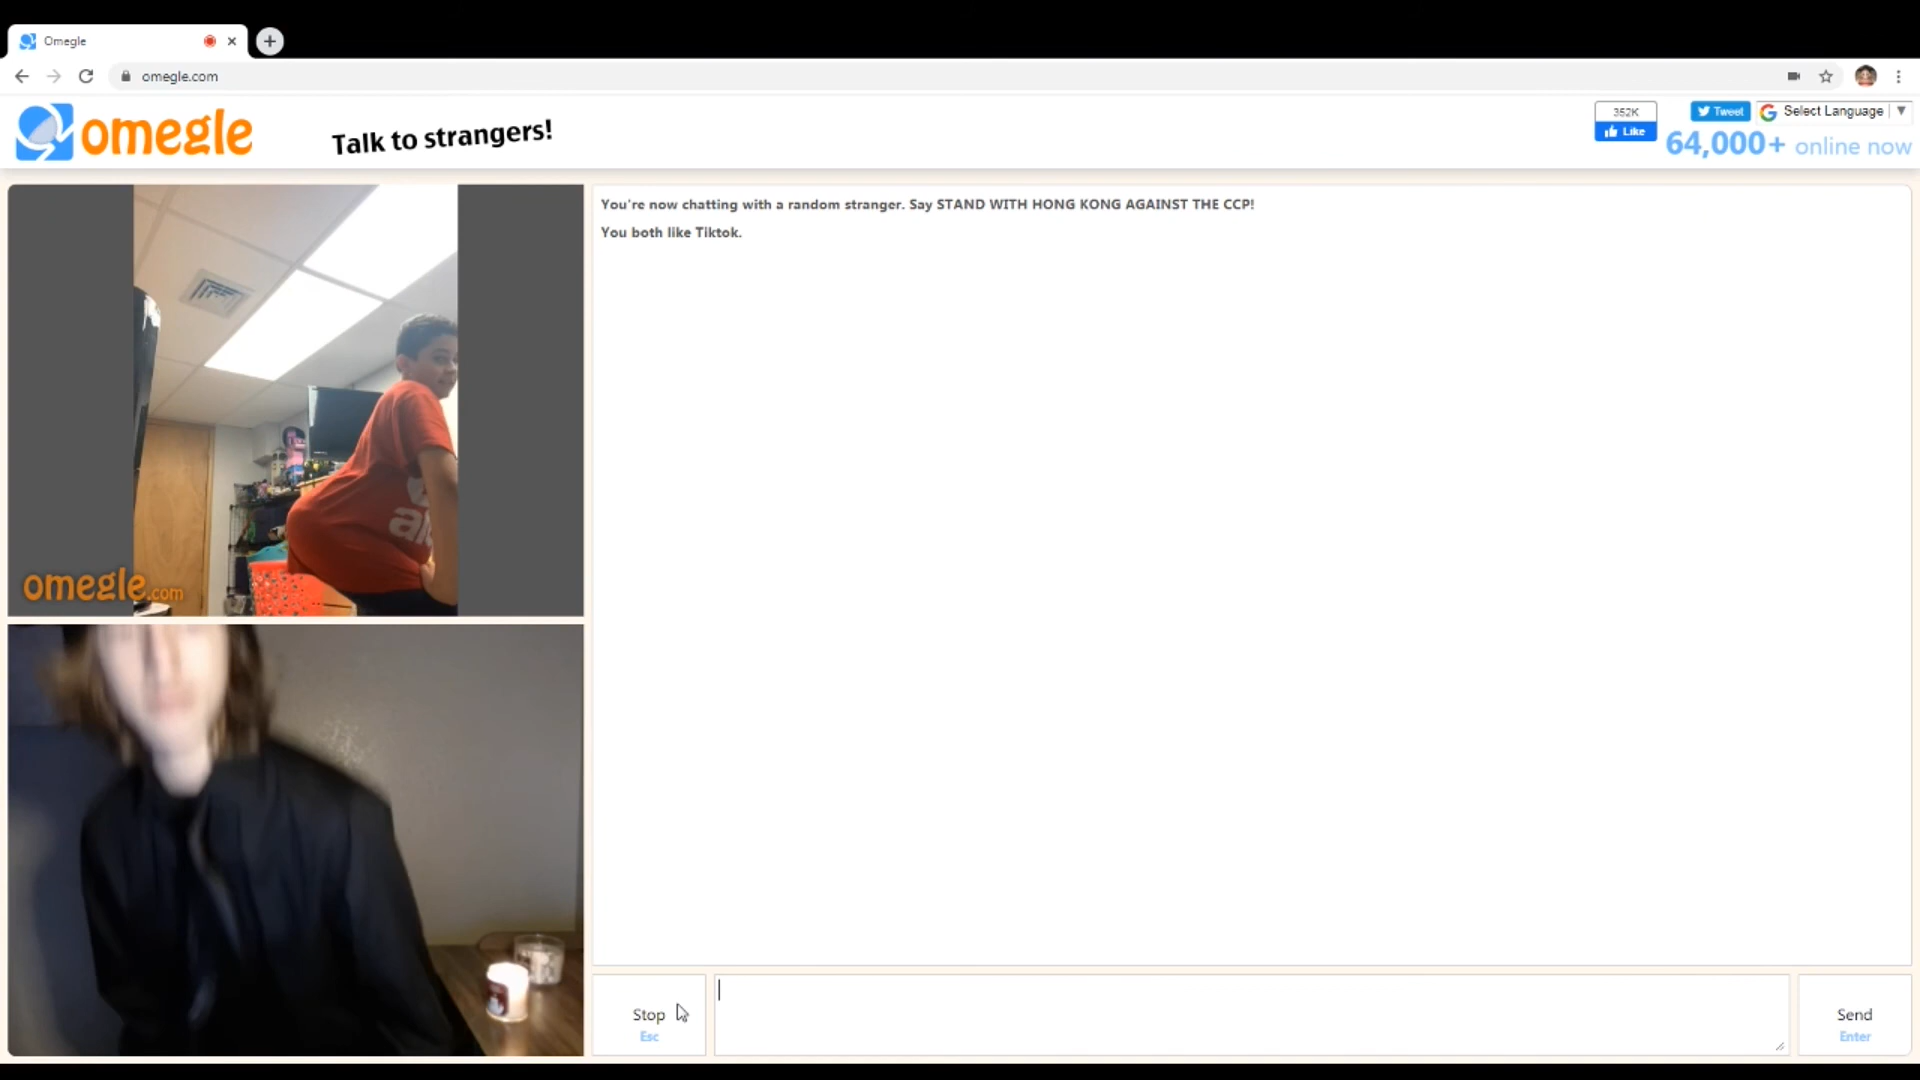 Omegle
omegle.com
omegle
Talk to strangers!
352K
Like
Tweet
Select Language
64,000+ online now
You're now chatting with a random stranger. Say STAND WITH HONG KONG AGAINST THE CCP!
You both like Tiktok.
omegle.com
Stop
Esc
Send
Enter